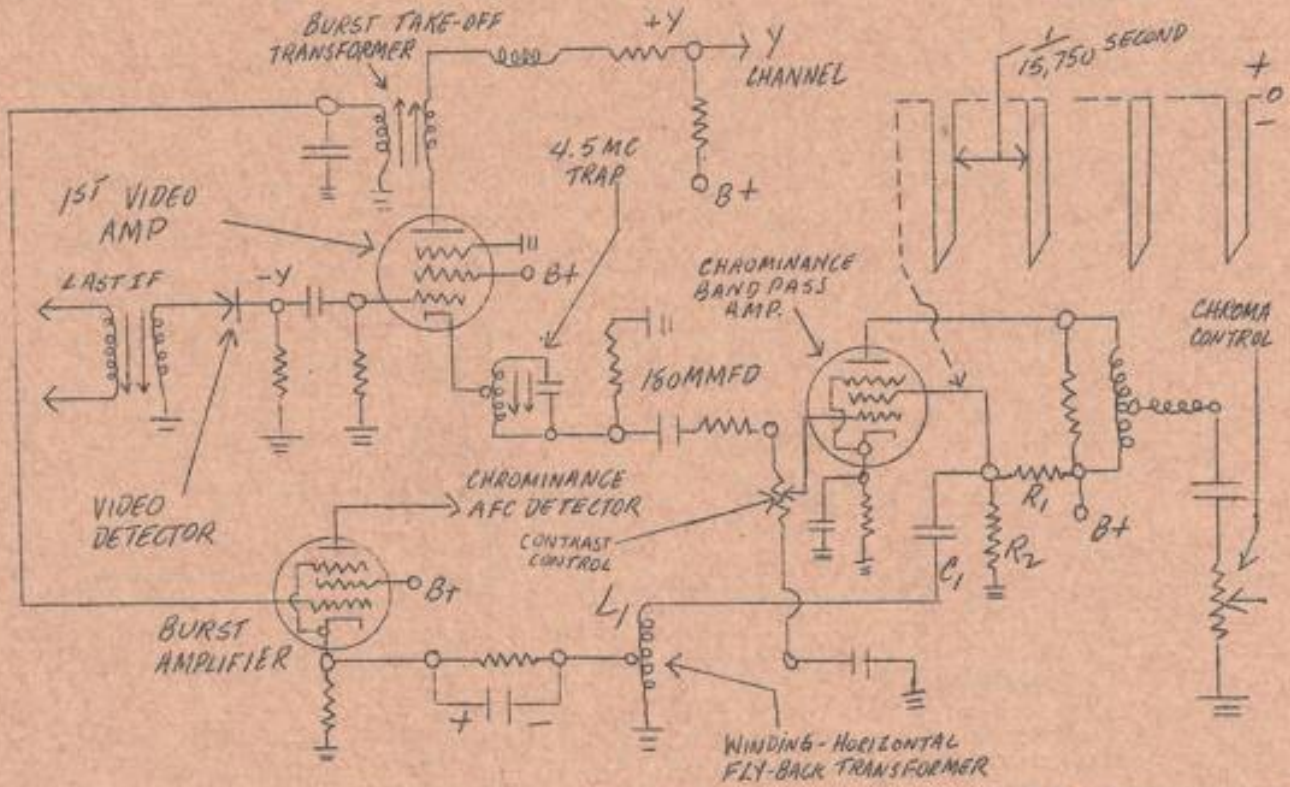 BURST TAKE-OFF
TRANSFORMER
+Y
Y
CHANNEL
1
15,750 SECOND
+
0
-
4.5 MC
TRAP
B+
1ST VIDEO
AMP
LAST IF
-Y
B+
CHROMINANCE
BAND PASS
AMP.
CHROMA
CONTROL
180MMFD
VIDEO
DETECTOR
CHROMINANCE
AFC DETECTOR
CONTRAST
CONTROL
R1
B+
C1
R2
B+
L1
BURST
AMPLIFIER
+
-
WINDING-HORIZONTAL
FLY-BACK TRANSFORMER